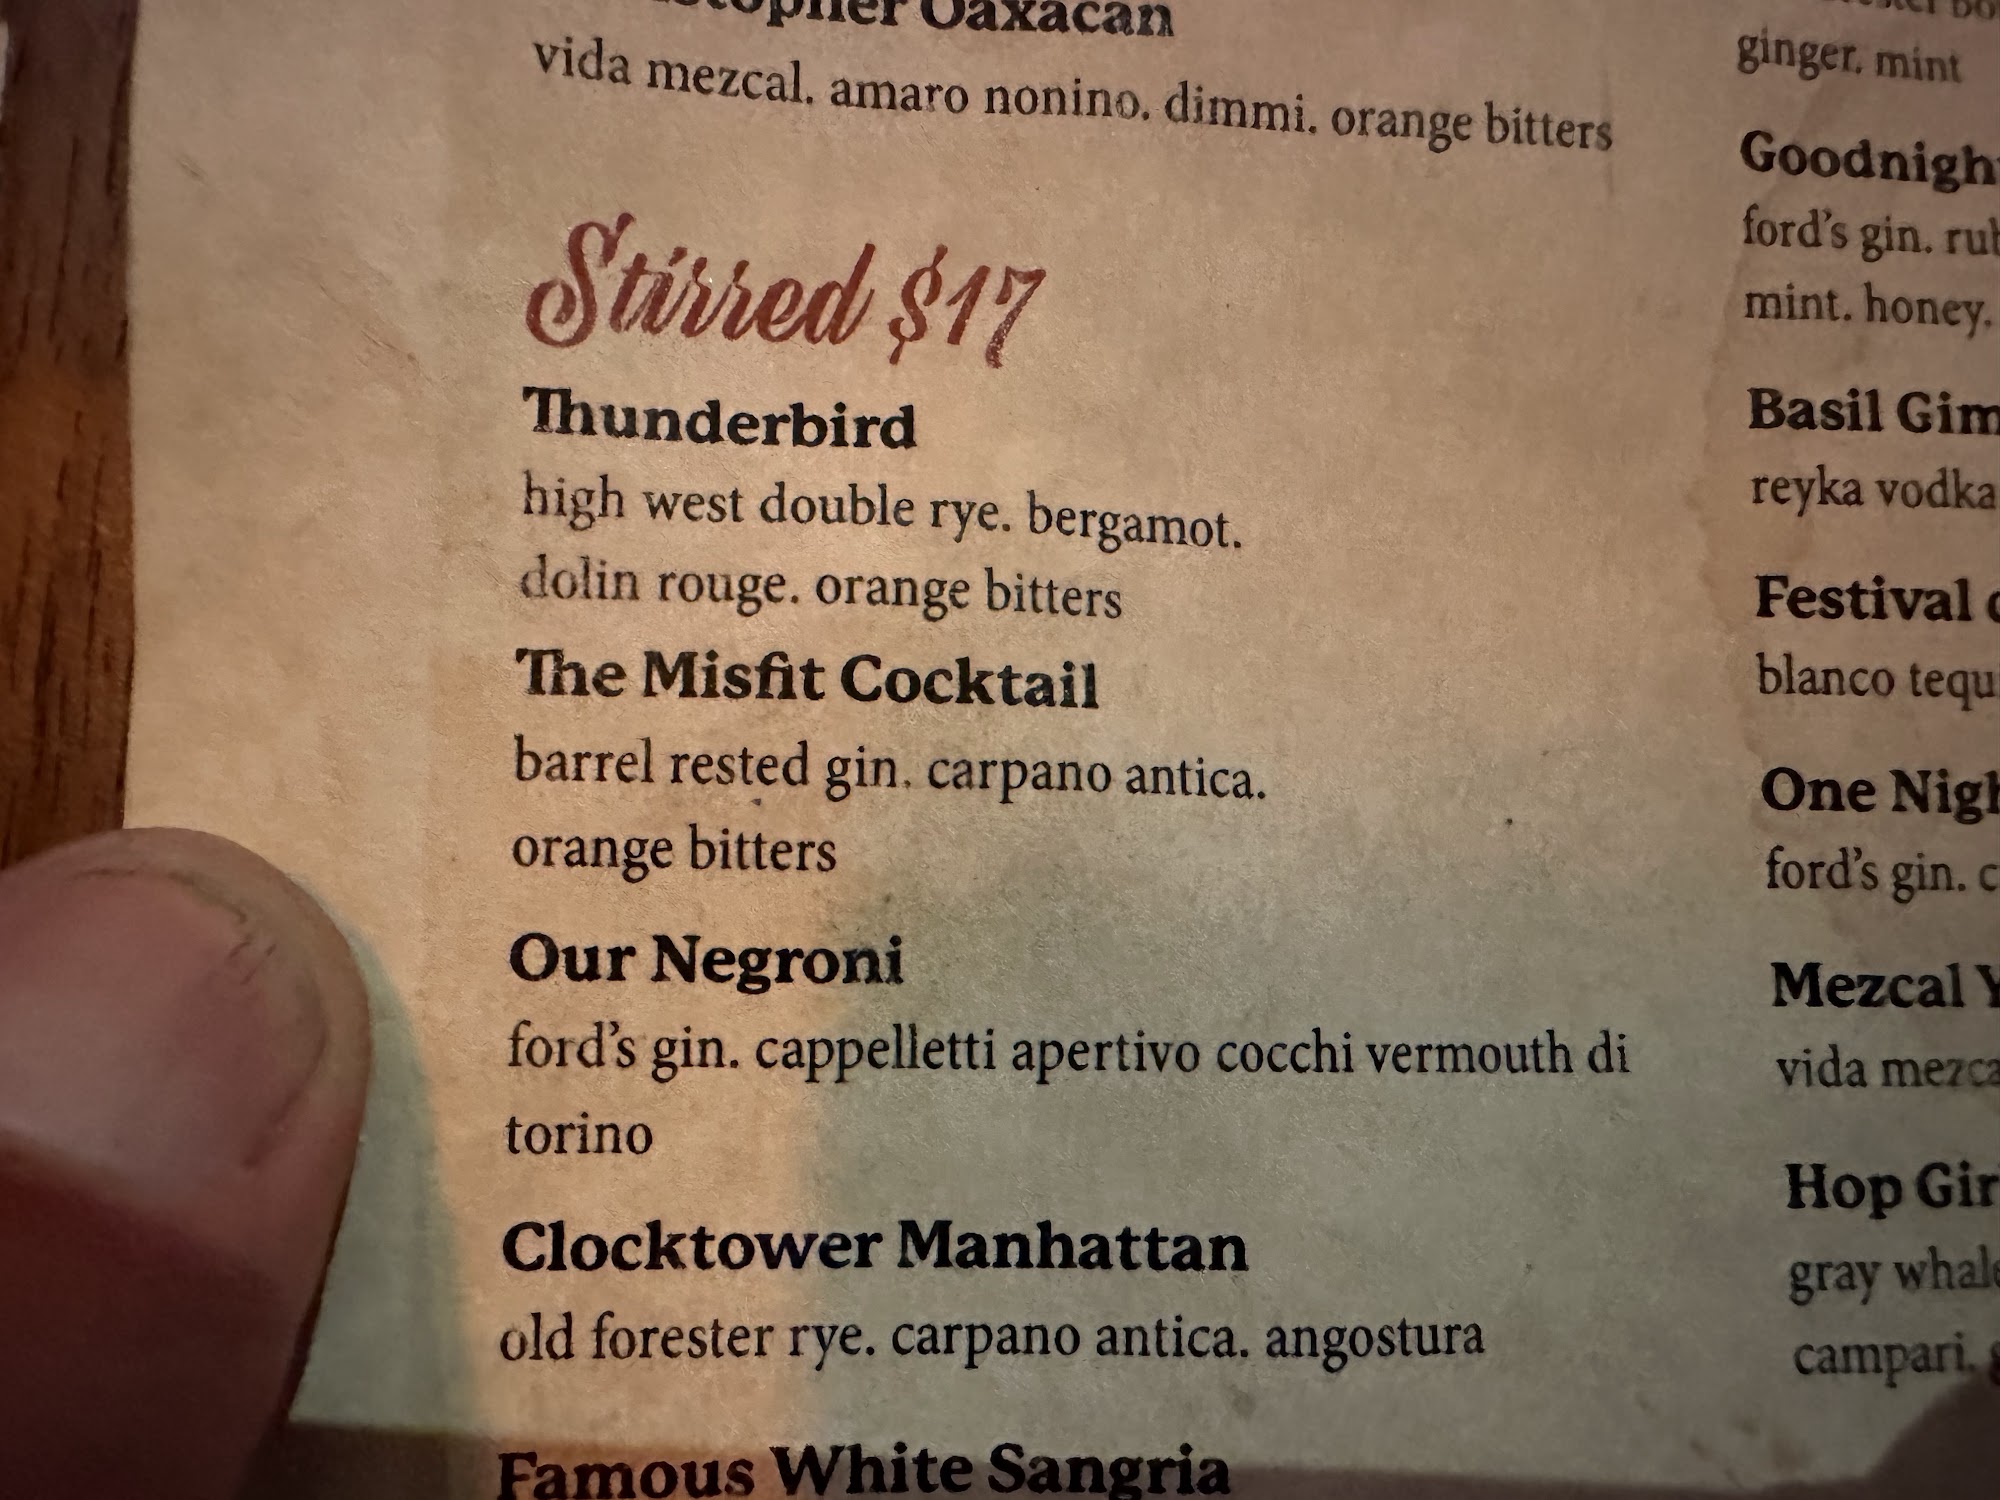 Oaxacan
vida mezcal. amaro nonino. dimmi. orange bitters
Stirred $17
Thunderbird
high west double rye. bergamot.
dolin rouge. orange bitters
The Misfit Cocktail
barrel rested gin. carpano antica.
orange bitters
Our Negroni
ford's gin. cappelletti apertivo cocchi vermouth di
torino
Clocktower Manhattan
old forester rye. carpano antica. angostura
Famous White Sangria
ginger. mint
ford's gin.
mint. honey.
Basil
reyka vodka
Festival
blanco
One
ford's gin.
Mezcal
vida
Hop
gray
campari.